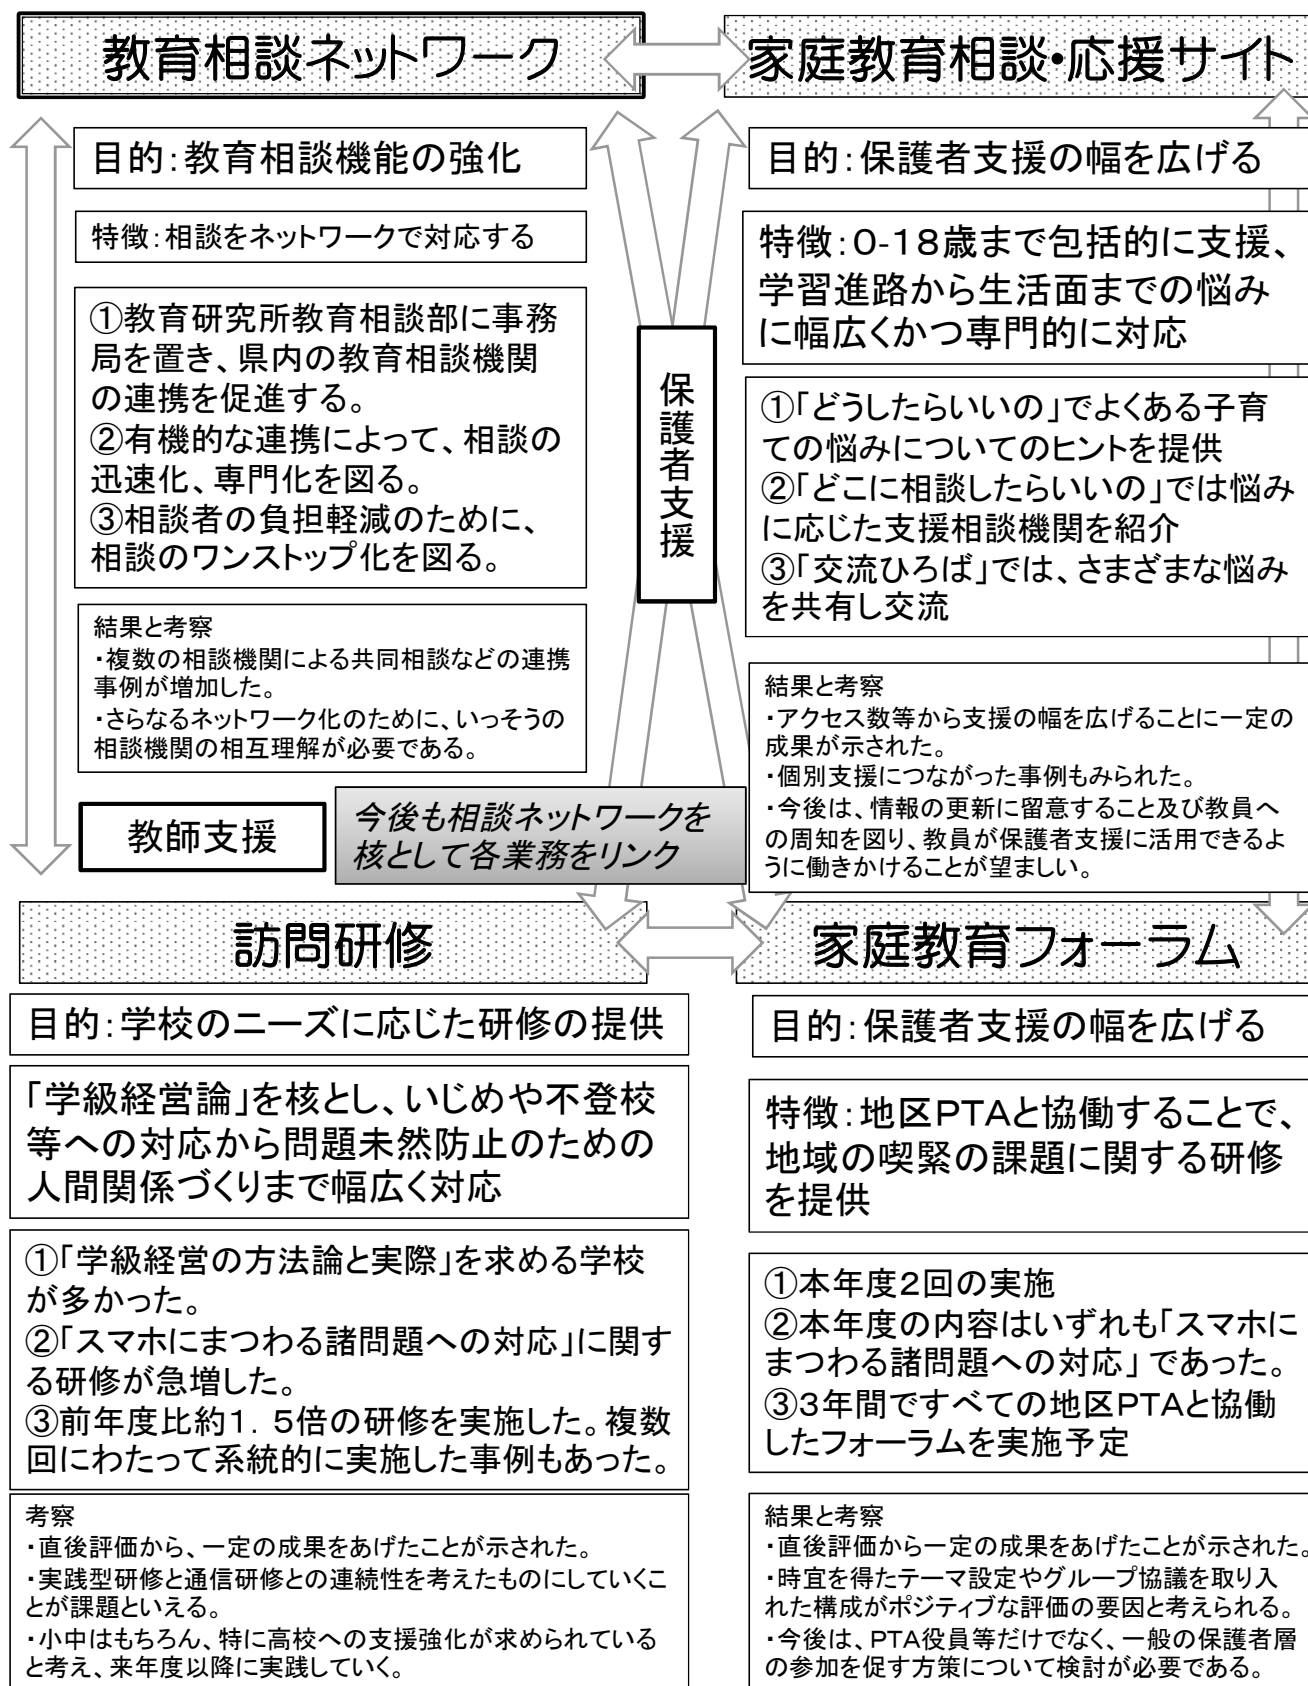 教育相談ネットワーク
家庭教育相談・応援サイト
目的：教育相談機能の強化
特徴：相談をネットワークで対応する
①教育研究所教育相談部に事務
局を置き、県内の教育相談機関
の連携を促進する。
②有機的な連携によって、相談の
迅速化、専門化を図る。
③相談者の負担軽減のために、
相談のワンストップ化を図る。
結果と考察
・複数の相談機関による共同相談などの連携
事例が増加した。
・さらなるネットワーク化のために、いっそうの
相談機関の相互理解が必要である。
目的：保護者支援の幅を広げる
特徴：０-１８歳まで包括的に支援、
学習進路から生活面までの悩み
に幅広くかつ専門的に対応
①「どうしたらいいの」でよくある子育
ての悩みについてのヒントを提供
②「どこに相談したらいいの」では悩み
に応じた支援相談機関を紹介
③「交流ひろば」では、さまざまな悩み
を共有し交流
結果と考察
・アクセス数等から支援の幅を広げることに一定の
成果が示された。
・個別支援につながった事例もみられた。
・今後は、情報の更新に留意すること及び教員へ
の周知を図り、教員が保護者支援に活用できるよ
うに働きかけることが望ましい。
保護者支援
教師支援
今後も相談ネットワークを
核として各業務をリンク
訪問研修
目的：学校のニーズに応じた研修の提供
「学級経営論」を核とし、いじめや不登校
等への対応から問題未然防止のための
人間関係づくりまで幅広く対応
①「学級経営の方法論と実際」を求める学校
が多かった。
②「スマホにまつわる諸問題への対応」に関す
る研修が急増した。
③前年度比約１．５倍の研修を実施した。複数
回にわたって系統的に実施した事例もあった。
考察
・直後評価から、一定の成果をあげたことが示された。
・実践型研修と通信研修との連続性を考えたものにしていくこ
とが課題といえる。
・小中はもちろん、特に高校への支援強化が求められている
と考え、来年度以降に実践していく。
家庭教育フォーラム
目的：保護者支援の幅を広げる
特徴：地区ＰＴＡと協働することで、
地域の喫緊の課題に関する研修
を提供
①本年度２回の実施
②本年度の内容はいずれも「スマホに
まつわる諸問題への対応」であった。
③３年間ですべての地区ＰＴＡと協働
したフォーラムを実施予定
結果と考察
・直後評価から一定の成果をあげたことが示された。
・時宜を得たテーマ設定やグループ協議を取り入
れた構成がポジティブな評価の要因と考えられる。
・今後は、ＰＴＡ役員等だけでなく、一般の保護者層
の参加を促す方策について検討が必要である。